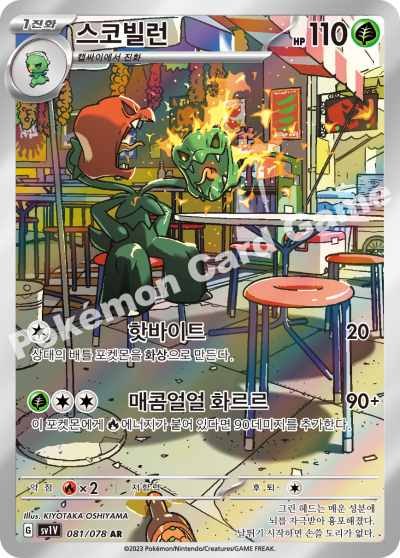 1진화
스코빌런
HP 110
캡싸이에서 진화
Pokémon Card Game
핫바이트 20
상대의 배틀 포켓몬을 화상으로 만든다.
매콤얼얼 화르르 90+
이 포켓몬에게 에너지가 붙어 있다면 90데미지를 추가한다.
약점 ×2 저항력 후퇴
Illus. KIYOTAKA OSHIYAMA
G sv1V 081/078 AR
그린 헤드는 매운 성분에
뇌를 자극받아 흉포해졌다.
날뛰기 시작하면 손쓸 도리가 없다.
©2023 Pokémon/Nintendo/Creatures/GAME FREAK.